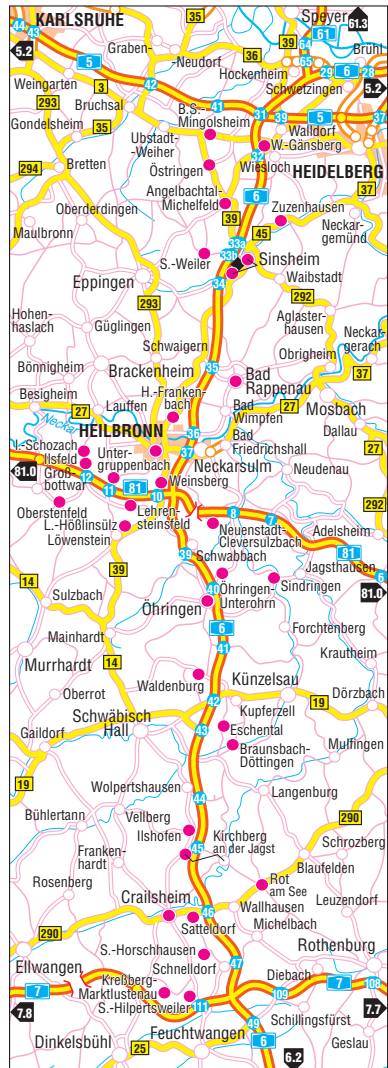 44
43
KARLSRUHE
35
Speyer
61.3
5.2
Graben-
-Neudorf
39
64
61
Bruhl
5
42
36
65
Hockenheim
29
6
28
Weingarten
3
Schwetzingen
5.2
293
Bruchsal
41
31
39
5
37
Gondelsheim
35
B.S.-
Mingolsheim
Walldorf
Ubstadt-
-Weiher
W.-Gänsberg
32
Wiesloch
Bretten
294
Östringen
HEIDELBERG
6
37
Angelbachtal-
Michelfeld
Oberderdingen
39
Zuzenhausen
Neckar-
gemünd
Maulbronn
45
33a
33b
S.-Weiler
Sinsheim
34
Waibstadt
Eppingen
292
293
Aglaster-
hausen
Hohen-
haslach
Güglingen
Neckar-
gerach
Schwaigern
Obrigheim
Bönnigheim
Brackenheim
35
37
Bad
Rappenau
Besigheim
H.-Franken-
bach
27
Lauffen
Bad
Wimpfen
27
Mosbach
Neckar
HEILBRONN
36
Bad
Friedrichshall
Dallau
I.-Schozach
Ilsfeld
37
27
81.0
Unter-
gruppenbach
Neckarsulm
Neudenau
Groß-
bottwar
12
11
81
10
Weinsberg
292
Oberstenfeld
Lehren-
steinsfeld
8
7
L.-Hößlinsülz
Neuenstadt-
Cleversulzbach
Adelsheim
Löwenstein
39
Schwabbach
81
Jagsthausen
6
14
39
40
Öhringen-
Unterohrn
Sindringen
81.0
Sulzbach
Öhringen
Mainhardt
6
Forchtenberg
41
Murrhardt
14
Krautheim
Waldenburg
Künzelsau
Oberrot
42
19
Dörzbach
Schwäbisch
Hall
Kupferzell
43
Eschental
Mulfingen
Gaildorf
Braunsbach-
Döttingen
19
Wolpertshausen
44
Langenburg
Bühlertann
Vellberg
290
Ilshofen
Kirchberg
an der Jagst
Schrozberg
45
Franken-
hardt
Blaufelden
Rosenberg
Rot
am See
Crailsheim
Leuzendorf
46
Wallhausen
290
Satteldorf
Michelbach
Rothenburg
S.-Horschhausen
Ellwangen
47
Schnelldorf
7
Kreßberg-
Marktlustenau
Diebach
7
108
109
7.8
S.-Hilpertsweiler
111
7.7
Schillingsfürst
49
Feuchtwangen
25
6
Geslau
Dinkelsbühl
6.2